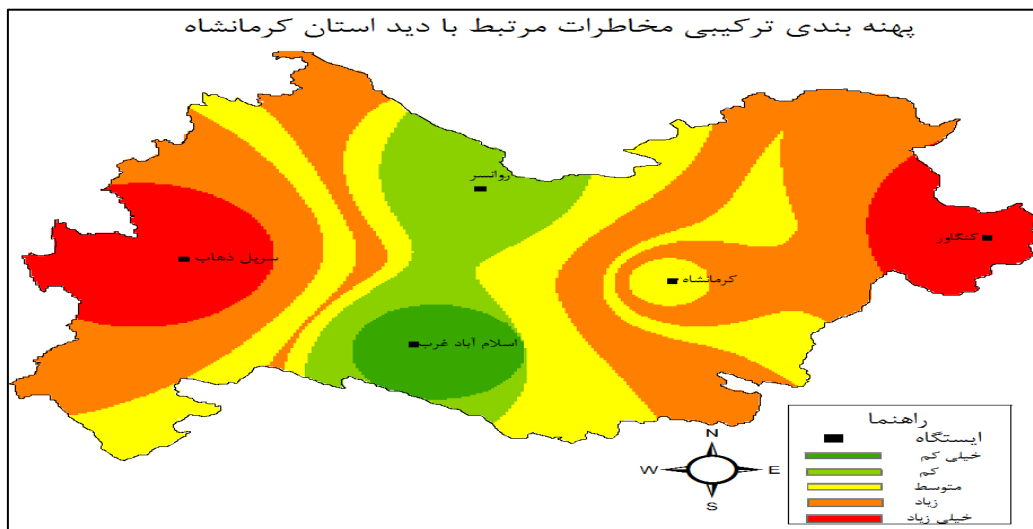 پهنه بندی ترکیبی مخاطرات مرتبط با دید استان کرمانشاه
روانسر
کنگاور
سرپل ذهاب
کرمانشاه
اسلام آباد غرب
راهنما
ایستگاه
خیلی کم
کم
متوسط
زیاد
خیلی زیاد
N
W E
S